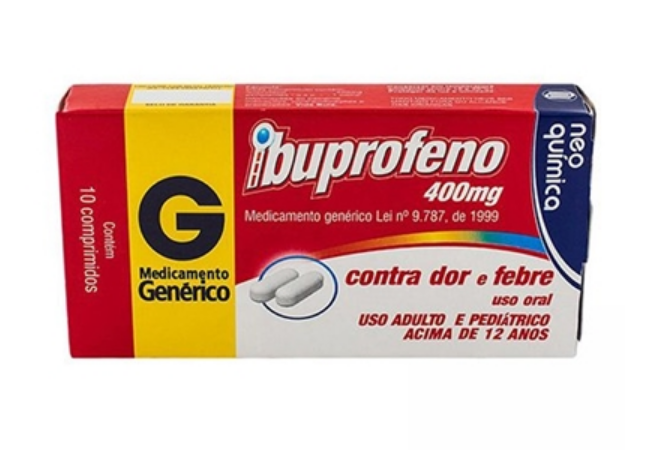 Contém
10 comprimidos
G
Medicamento
Genérico
ibuprofeno
400mg
Medicamento genérico Lei nº 9.787, de 1999
contra dor e febre
uso oral
USO ADULTO E PEDIÁTRICO
ACIMA DE 12 ANOS
neo
química